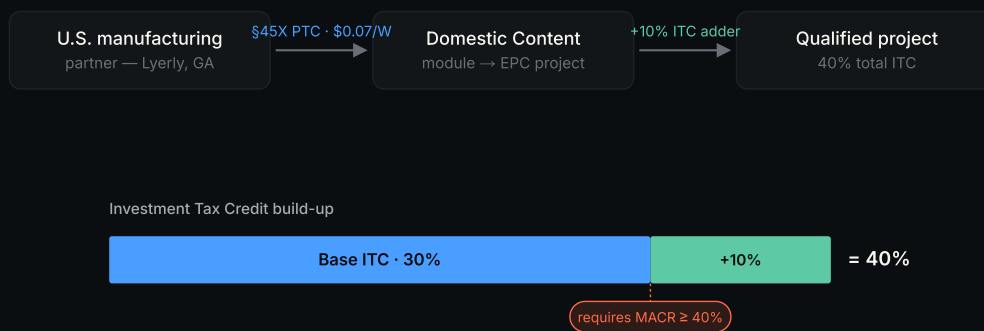 U.S. manufacturing
partner — Lyerly, GA
§45X PTC · $0.07/W
Domestic Content
module → EPC project
+10% ITC adder
Qualified project
40% total ITC
Investment Tax Credit build-up
Base ITC · 30%
+10%
= 40%
requires MACR ≥ 40%